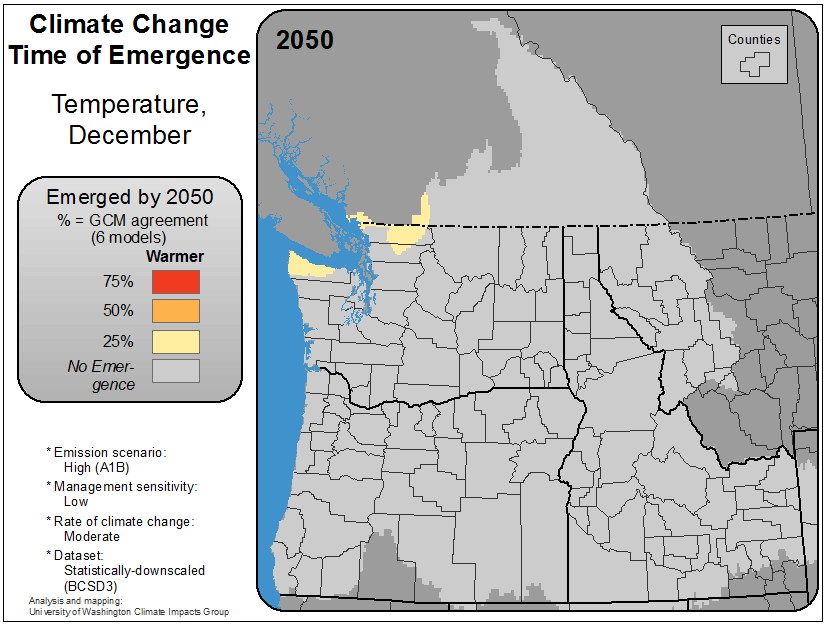 Climate Change
Time of Emergence
Temperature,
December
Emerged by 2050
% = GCM agreement
(6 models)
Warmer
75%
50%
25%
No Emer-
gence
* Emission scenario:
High (A1B)
* Management sensitivity:
Low
* Rate of climate change:
Moderate
* Dataset:
Statistically-downscaled
(BCSD3)
Analysis and mapping:
University of Washington Climate Impacts Group
2050
Counties